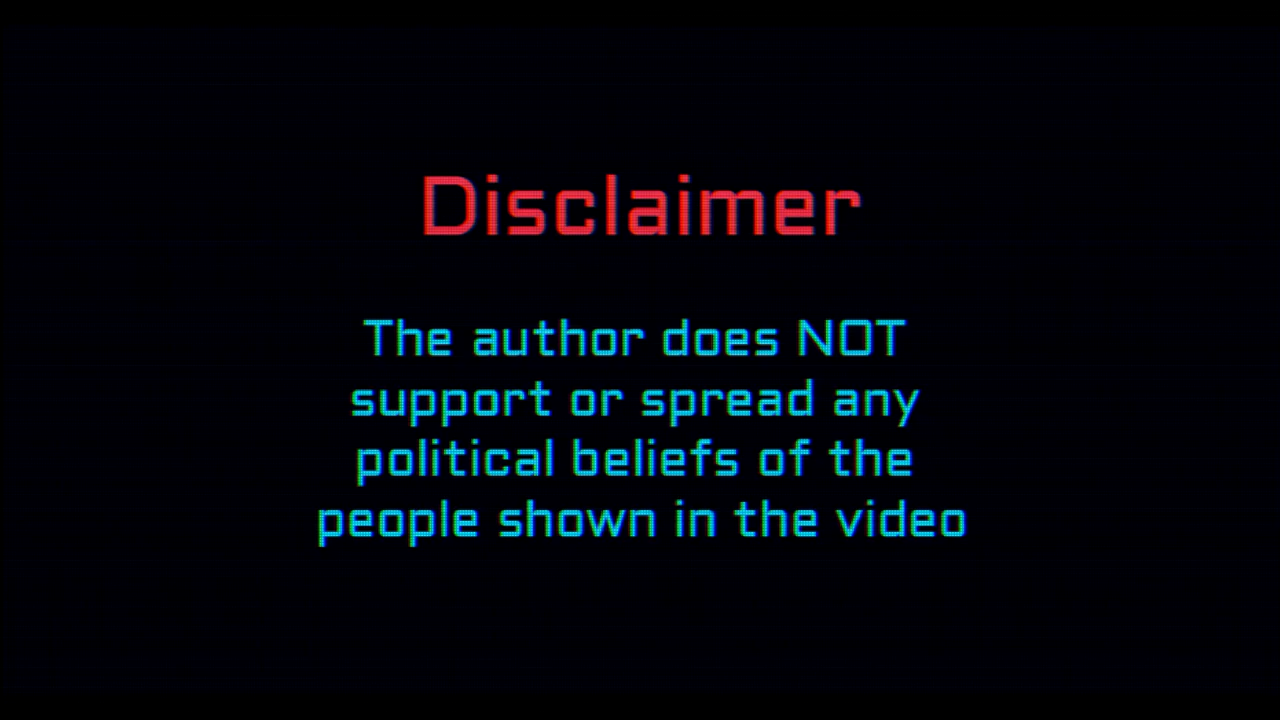 Disclaimer
The author does NOT
support or spread any
political beliefs of the
people shown in the video